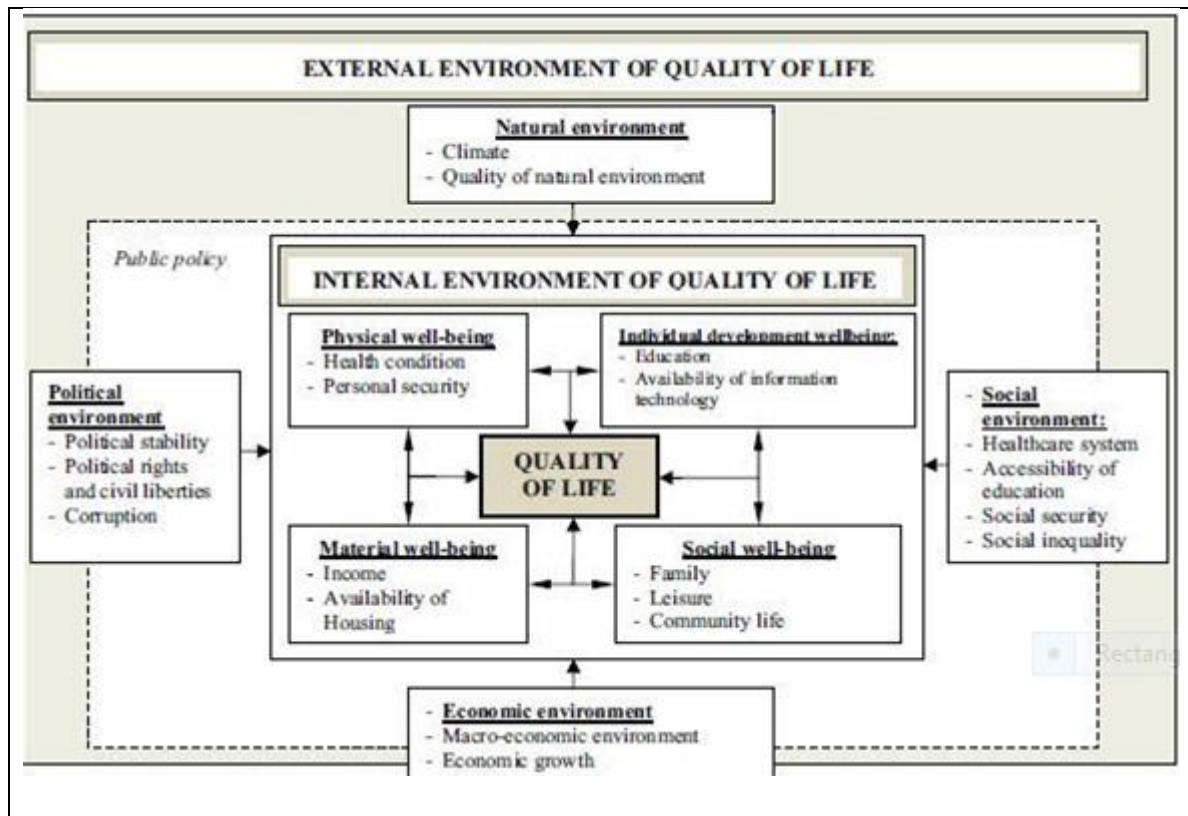 EXTERNAL ENVIRONMENT OF QUALITY OF LIFE
Natural environment
- Climate
- Quality of natural environment
Public policy
INTERNAL ENVIRONMENT OF QUALITY OF LIFE
Physical well-being
- Health condition
- Personal security
Individual development wellbeing:
- Education
- Availability of information
technology
Political
environment
- Political stability
- Political rights
and civil liberties
- Corruption
QUALITY
OF LIFE
- Social
environment:
- Healthcare system
- Accessibility of
education
- Social security
- Social inequality
Material well-being
- Income
- Availability of
Housing
Social well-being
- Family
- Leisure
- Community life
Rectang
- Economic environment
- Macro-economic environment
- Economic growth